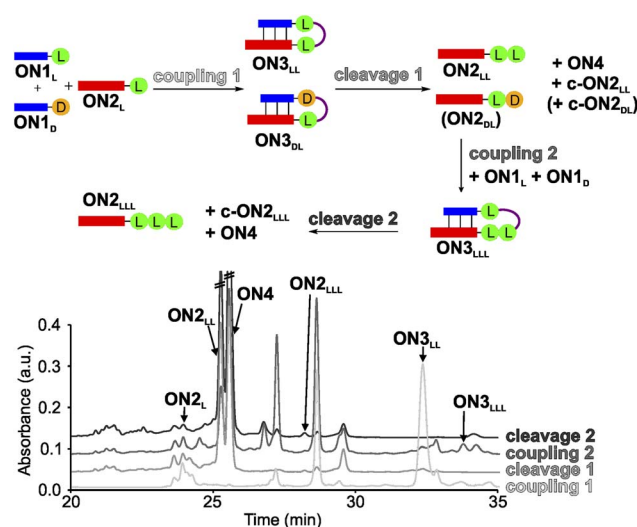 L
ON1L
+
D
ON1D
+
L
ON2L
coupling 1
L
L
ON3LL
D
L
ON3DL
cleavage 1
L L
ON2LL
L D
(ON2DL)
+ ON4
+ c-ON2LL
(+ c-ON2DL)
coupling 2
+ ON1L + ON1D
L
L L
ON3LLL
cleavage 2
ON2LLL
L L L
+ c-ON2LLL
+ ON4
Absorbance (a.u.)
0.4
0.3
0.2
0.1
0.0
ON2L
ON2LL
ON4
ON2LLL
ON3LL
ON3LLL
cleavage 2
coupling 2
cleavage 1
coupling 1
20 25 30 35
Time (min)